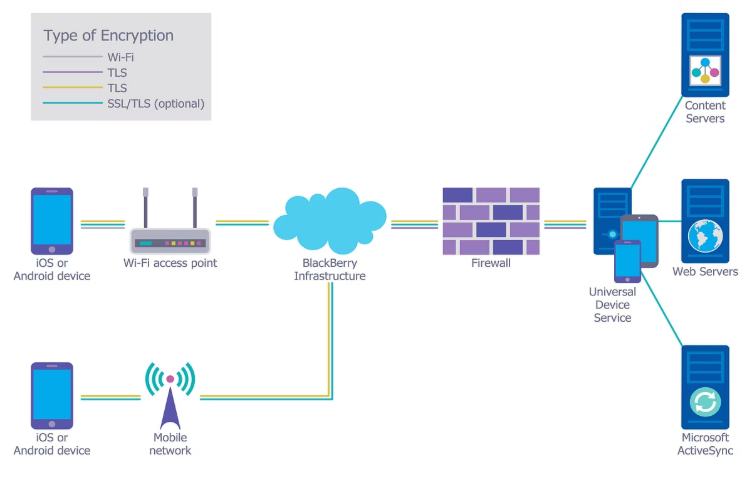 Type of Encryption
Wi-Fi
TLS
TLS
SSL/TLS (optional)
Content
Servers
iOS or
Android device
Wi-Fi access point
BlackBerry
Infrastructure
Firewall
Universal
Device
Service
Web Servers
iOS or
Android device
Mobile
network
Microsoft
ActiveSync